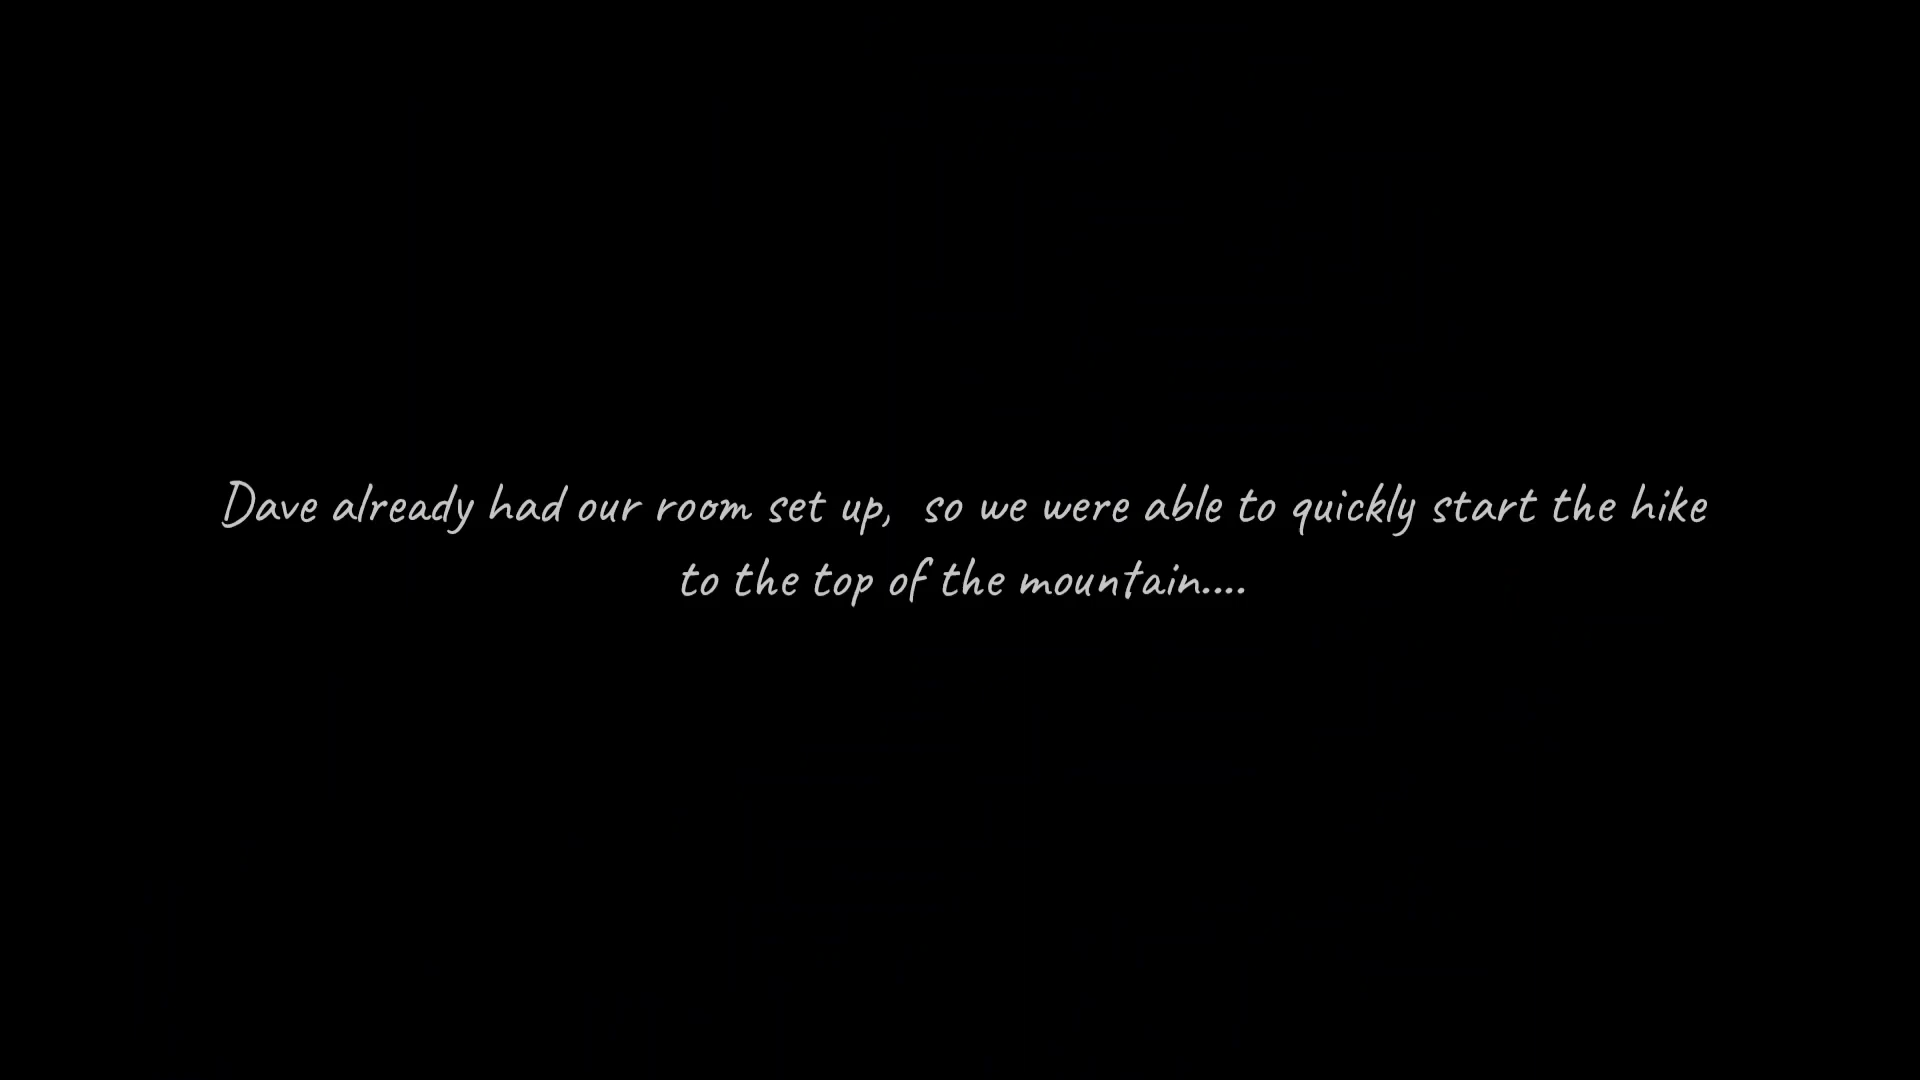 Dave already had our room set up,  so we were able to quickly start the hike
to the top of the mountain....